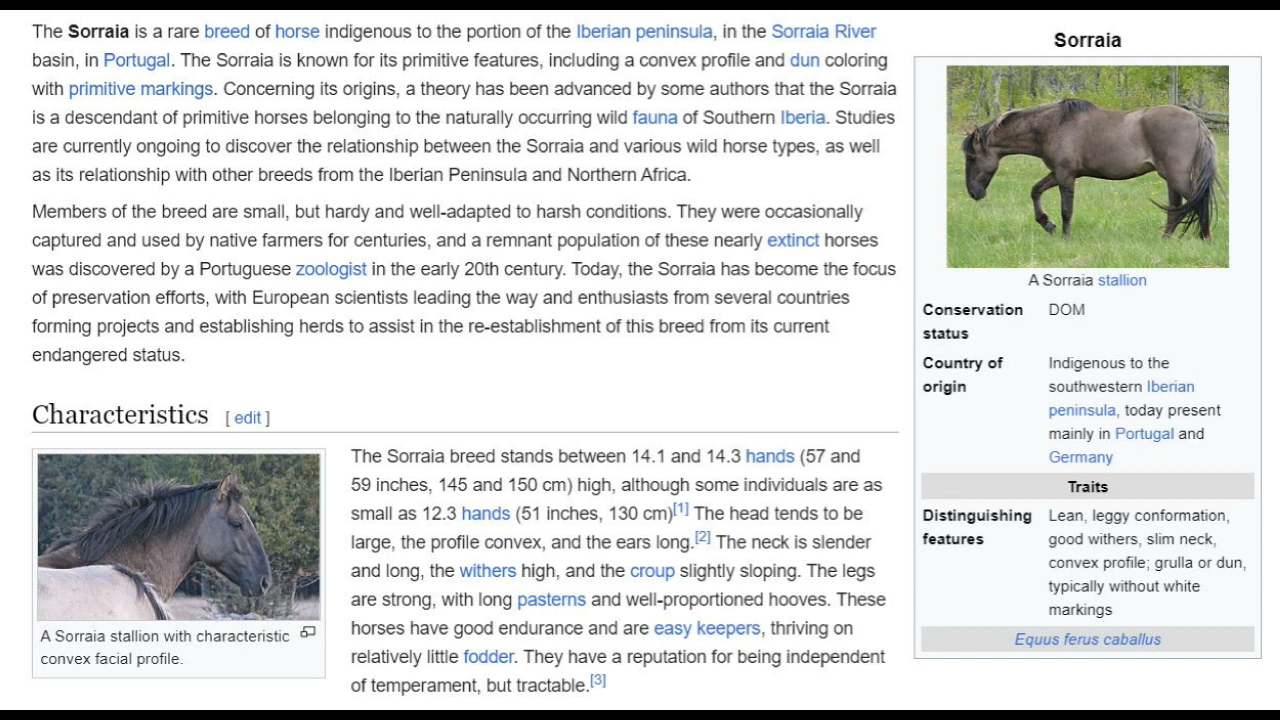 The Sorraia is a rare breed of horse indigenous to the portion of the Iberian peninsula, in the Sorraia River
basin, in Portugal. The Sorraia is known for its primitive features, including a convex profile and dun coloring
with primitive markings. Concerning its origins, a theory has been advanced by some authors that the Sorraia
is a descendant of primitive horses belonging to the naturally occurring wild fauna of Southern Iberia. Studies
are currently ongoing to discover the relationship between the Sorraia and various wild horse types, as well
as its relationship with other breeds from the Iberian Peninsula and Northern Africa.
Members of the breed are small, but hardy and well-adapted to harsh conditions. They were occasionally
captured and used by native farmers for centuries, and a remnant population of these nearly extinct horses
was discovered by a Portuguese zoologist in the early 20th century. Today, the Sorraia has become the focus
of preservation efforts, with European scientists leading the way and enthusiasts from several countries
forming projects and establishing herds to assist in the re-establishment of this breed from its current
endangered status.
Characteristics [ edit ]
A Sorraia stallion with characteristic
convex facial profile.
The Sorraia breed stands between 14.1 and 14.3 hands (57 and
59 inches, 145 and 150 cm) high, although some individuals are as
small as 12.3 hands (51 inches, 130 cm)[1] The head tends to be
large, the profile convex, and the ears long.[2] The neck is slender
and long, the withers high, and the croup slightly sloping. The legs
are strong, with long pasterns and well-proportioned hooves. These
horses have good endurance and are easy keepers, thriving on
relatively little fodder. They have a reputation for being independent
of temperament, but tractable.[3]
Sorraia
A Sorraia stallion
Conservation status DOM
Country of origin Indigenous to the
southwestern Iberian
peninsula, today present
mainly in Portugal and
Germany
Traits
Distinguishing features Lean, leggy conformation,
good withers, slim neck,
convex profile; grulla or dun,
typically without white
markings
Equus ferus caballus